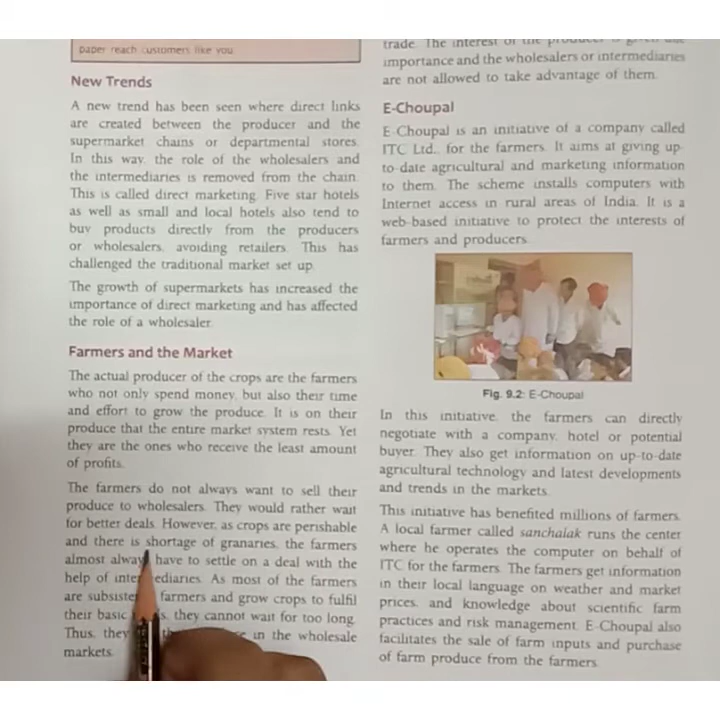 paper reach customers like you
New Trends
A new trend has been seen where direct links
are created between the producer and the
supermarket chains or departmental stores.
In this way, the role of the wholesalers and
the intermediaries is removed from the chain.
This is called direct marketing. Five star hotels
as well as small and local hotels also tend to
buy products directly from the producers
or wholesalers, avoiding retailers. This has
challenged the traditional market set up.
The growth of supermarkets has increased the
importance of direct marketing and has affected
the role of a wholesaler.
Farmers and the Market
The actual producer of the crops are the farmers
who not only spend money, but also their time
and effort to grow the produce. It is on their
produce that the entire market system rests. Yet
they are the ones who receive the least amount
of profits.
The farmers do not always want to sell their
produce to wholesalers. They would rather wait
for better deals. However, as crops are perishable
and there is shortage of granaries, the farmers
almost always have to settle on a deal with the
help of intermediaries. As most of the farmers
are subsistence farmers and grow crops to fulfil
their basic they cannot wait for too long.
Thus, they in the wholesale
markets.
trade. The interest of the producer is given due
importance and the wholesalers or intermediaries
are not allowed to take advantage of them.
E-Choupal
E-Choupal is an initiative of a company called
ITC Ltd., for the farmers. It aims at giving up-
to-date agricultural and marketing information
to them. The scheme installs computers with
Internet access in rural areas of India. It is a
web-based initiative to protect the interests of
farmers and producers.
Fig. 9.2: E-Choupal
In this initiative, the farmers can directly
negotiate with a company, hotel or potential
buyer. They also get information on up-to-date
agricultural technology and latest developments
and trends in the markets.
This initiative has benefited millions of farmers.
A local farmer called sanchalak runs the center
where he operates the computer on behalf of
ITC for the farmers. The farmers get information
in their local language on weather and market
prices, and knowledge about scientific farm
practices and risk management. E-Choupal also
facilitates the sale of farm inputs and purchase
of farm produce from the farmers.